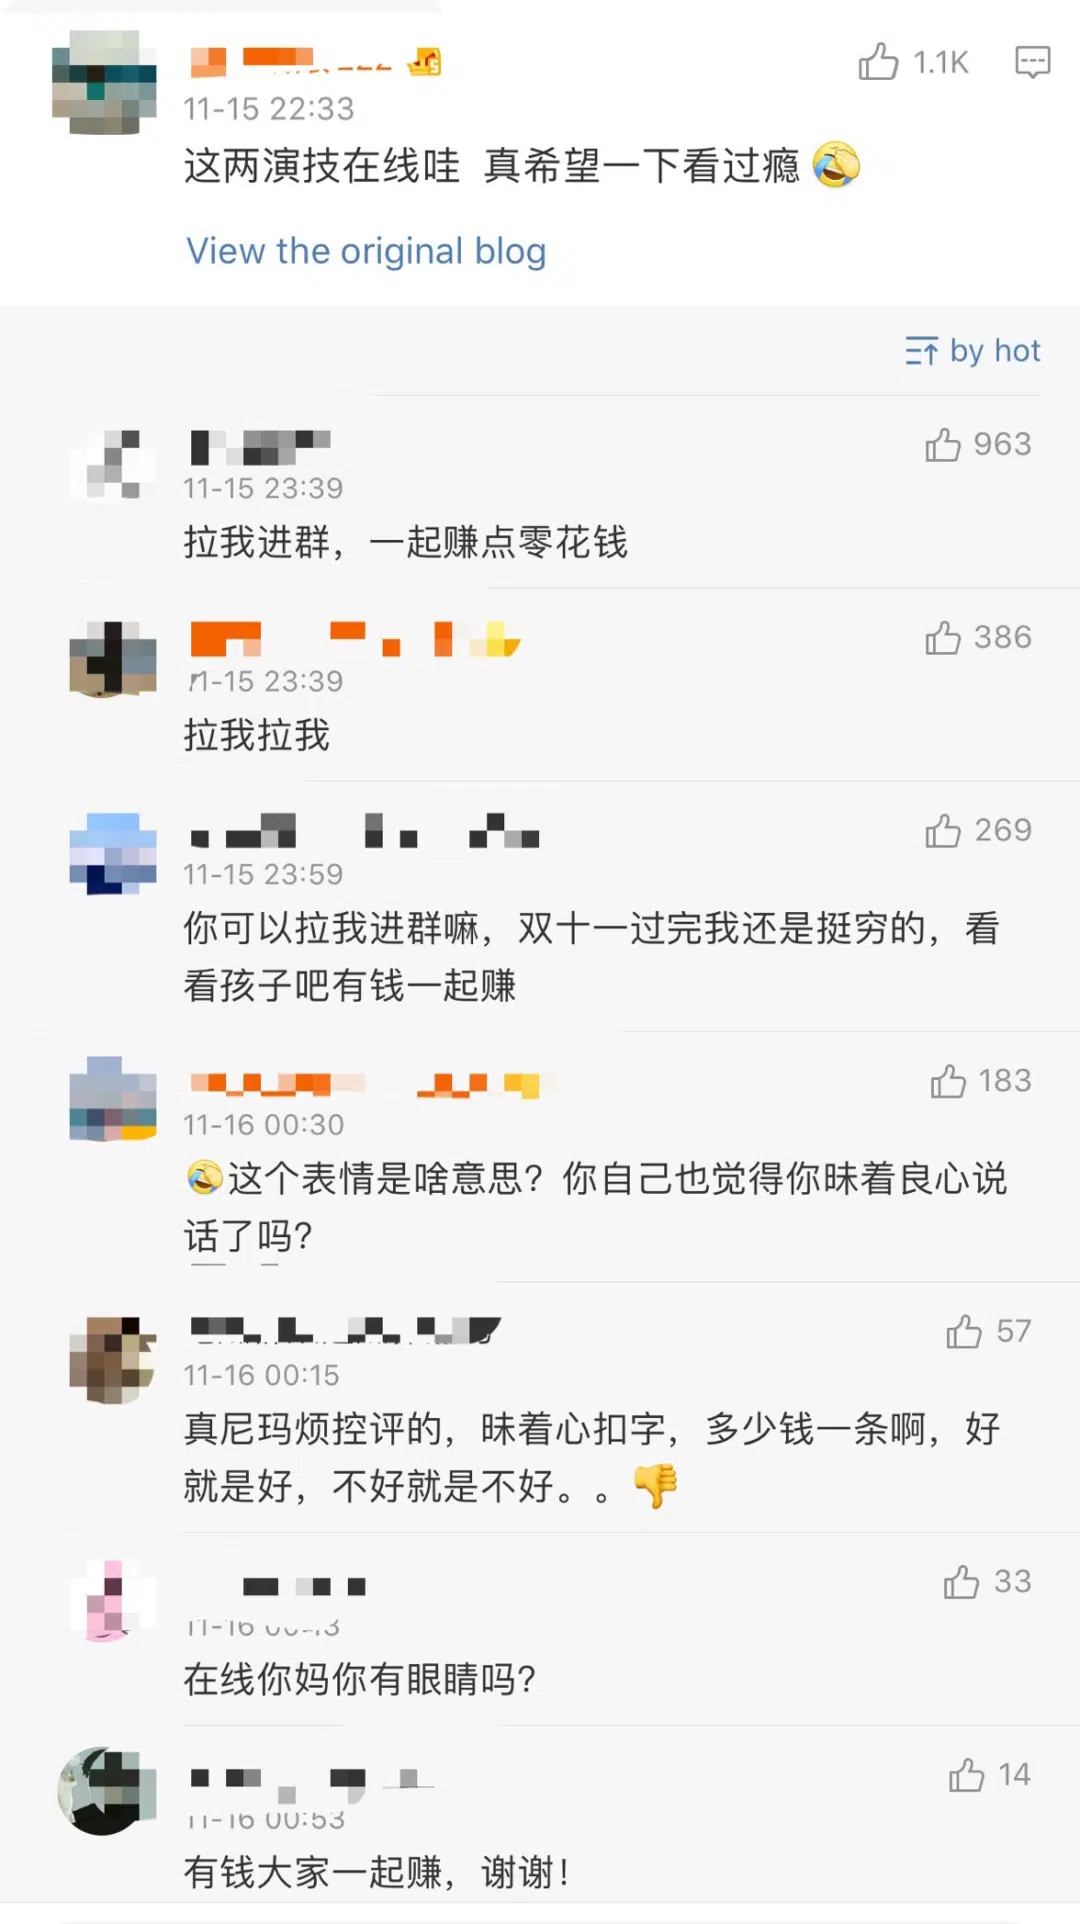 1.1K
11-15 22:33
这两演技在线哇 真希望一下看过瘾🤣
View the original blog
by hot
963
11-15 23:39
拉我进群，一起赚点零花钱
386
11-15 23:39
拉我拉我
269
11-15 23:59
你可以拉我进群嘛，双十一过完我还是挺穷的，看
看孩子吧有钱一起赚
183
11-16 00:30
🤣这个表情是啥意思？你自己也觉得你昧着良心说
话了吗？
57
11-16 00:15
真尼玛烦控评的，昧着心扣字，多少钱一条啊，好
就是好，不好就是不好。。👎
33
在线你妈你有眼睛吗？
14
11-16 00:53
有钱大家一起赚，谢谢！